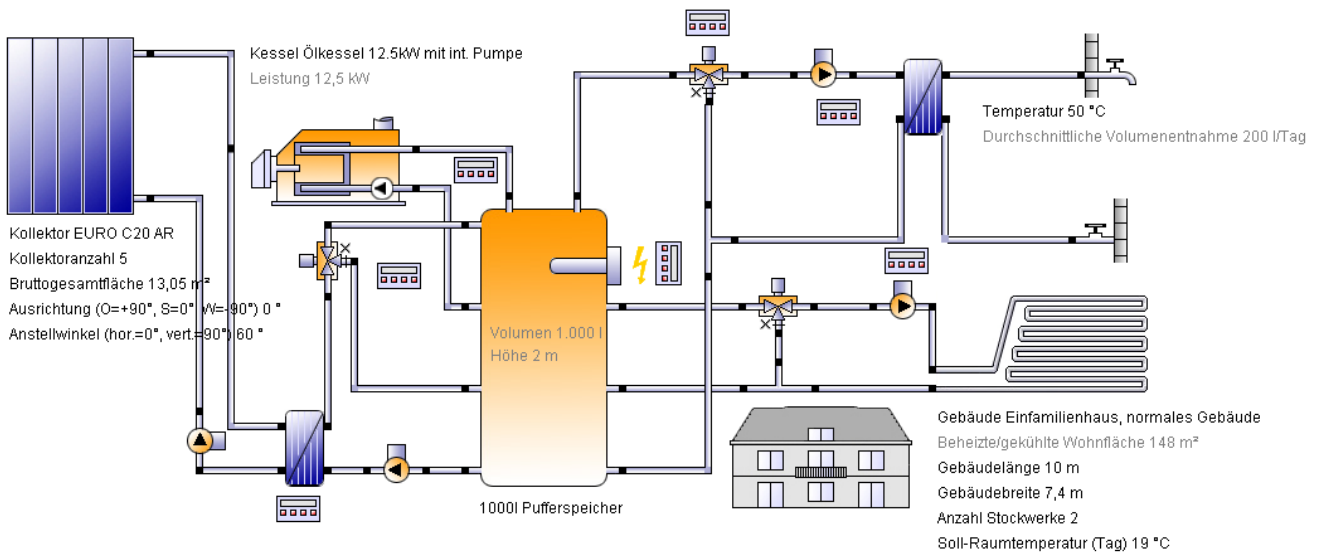 Kessel Ölkessel 12.5kW mit int. Pumpe
Leistung 12,5 kW
Temperatur 50 °C
Durchschnittliche Volumenentnahme 200 l/Tag
Kollektor EURO C20 AR
Kollektoranzahl 5
Bruttogesamtfläche 13,05 m²
Ausrichtung (O=+90°, S=0°, W=-90°) 0 °
Anstellwinkel (hor.=0°, vert.=90°) 60 °
Volumen 1.000 l
Höhe 2 m
1000l Pufferspeicher
Gebäude Einfamilienhaus, normales Gebäude
Beheizte/gekühlte Wohnfläche 148 m²
Gebäudelänge 10 m
Gebäudebreite 7,4 m
Anzahl Stockwerke 2
Soll-Raumtemperatur (Tag) 19 °C